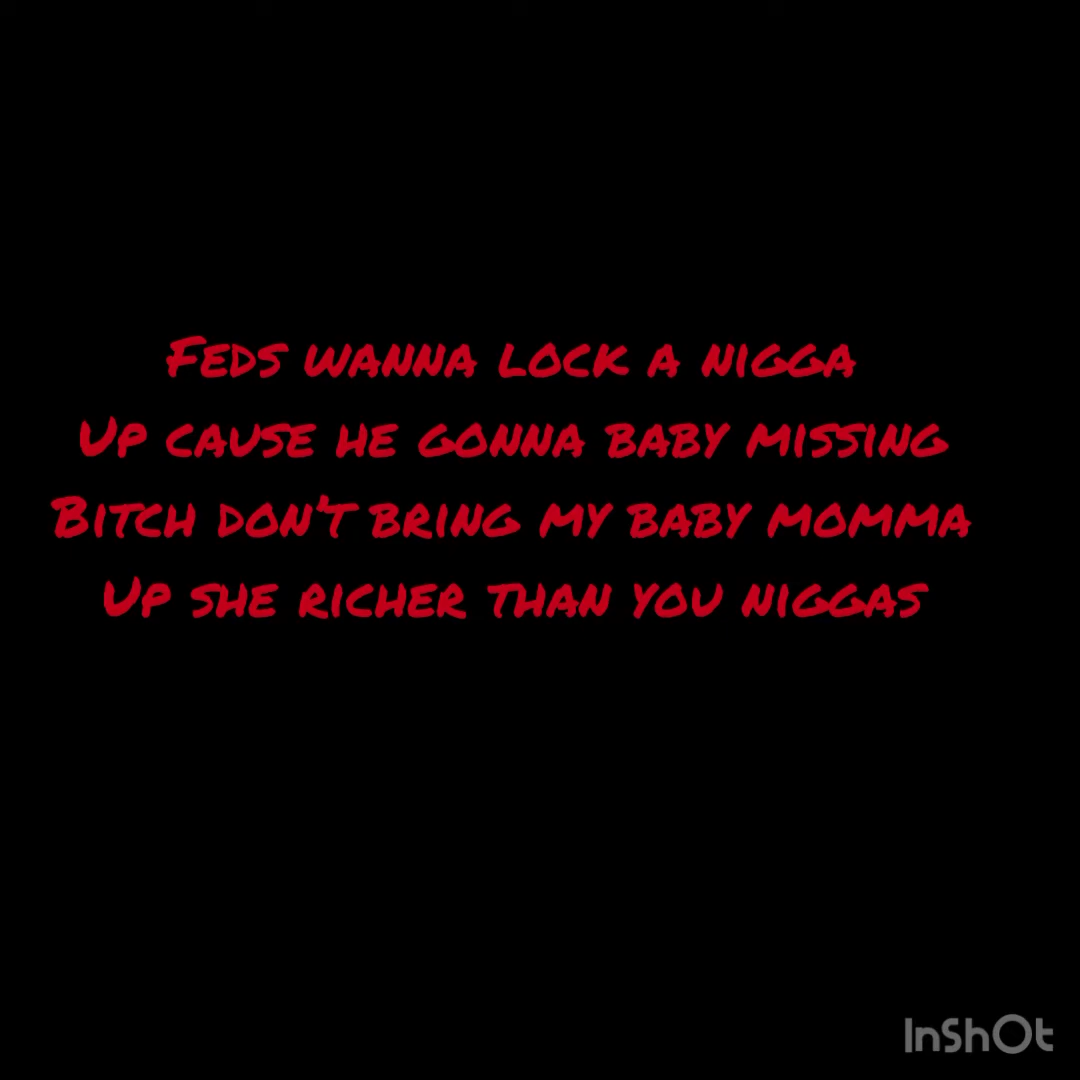 Feds wanna lock a nigga
Up cause he gonna baby missing
Bitch don't bring my baby momma
Up she richer than you niggas
InShOt